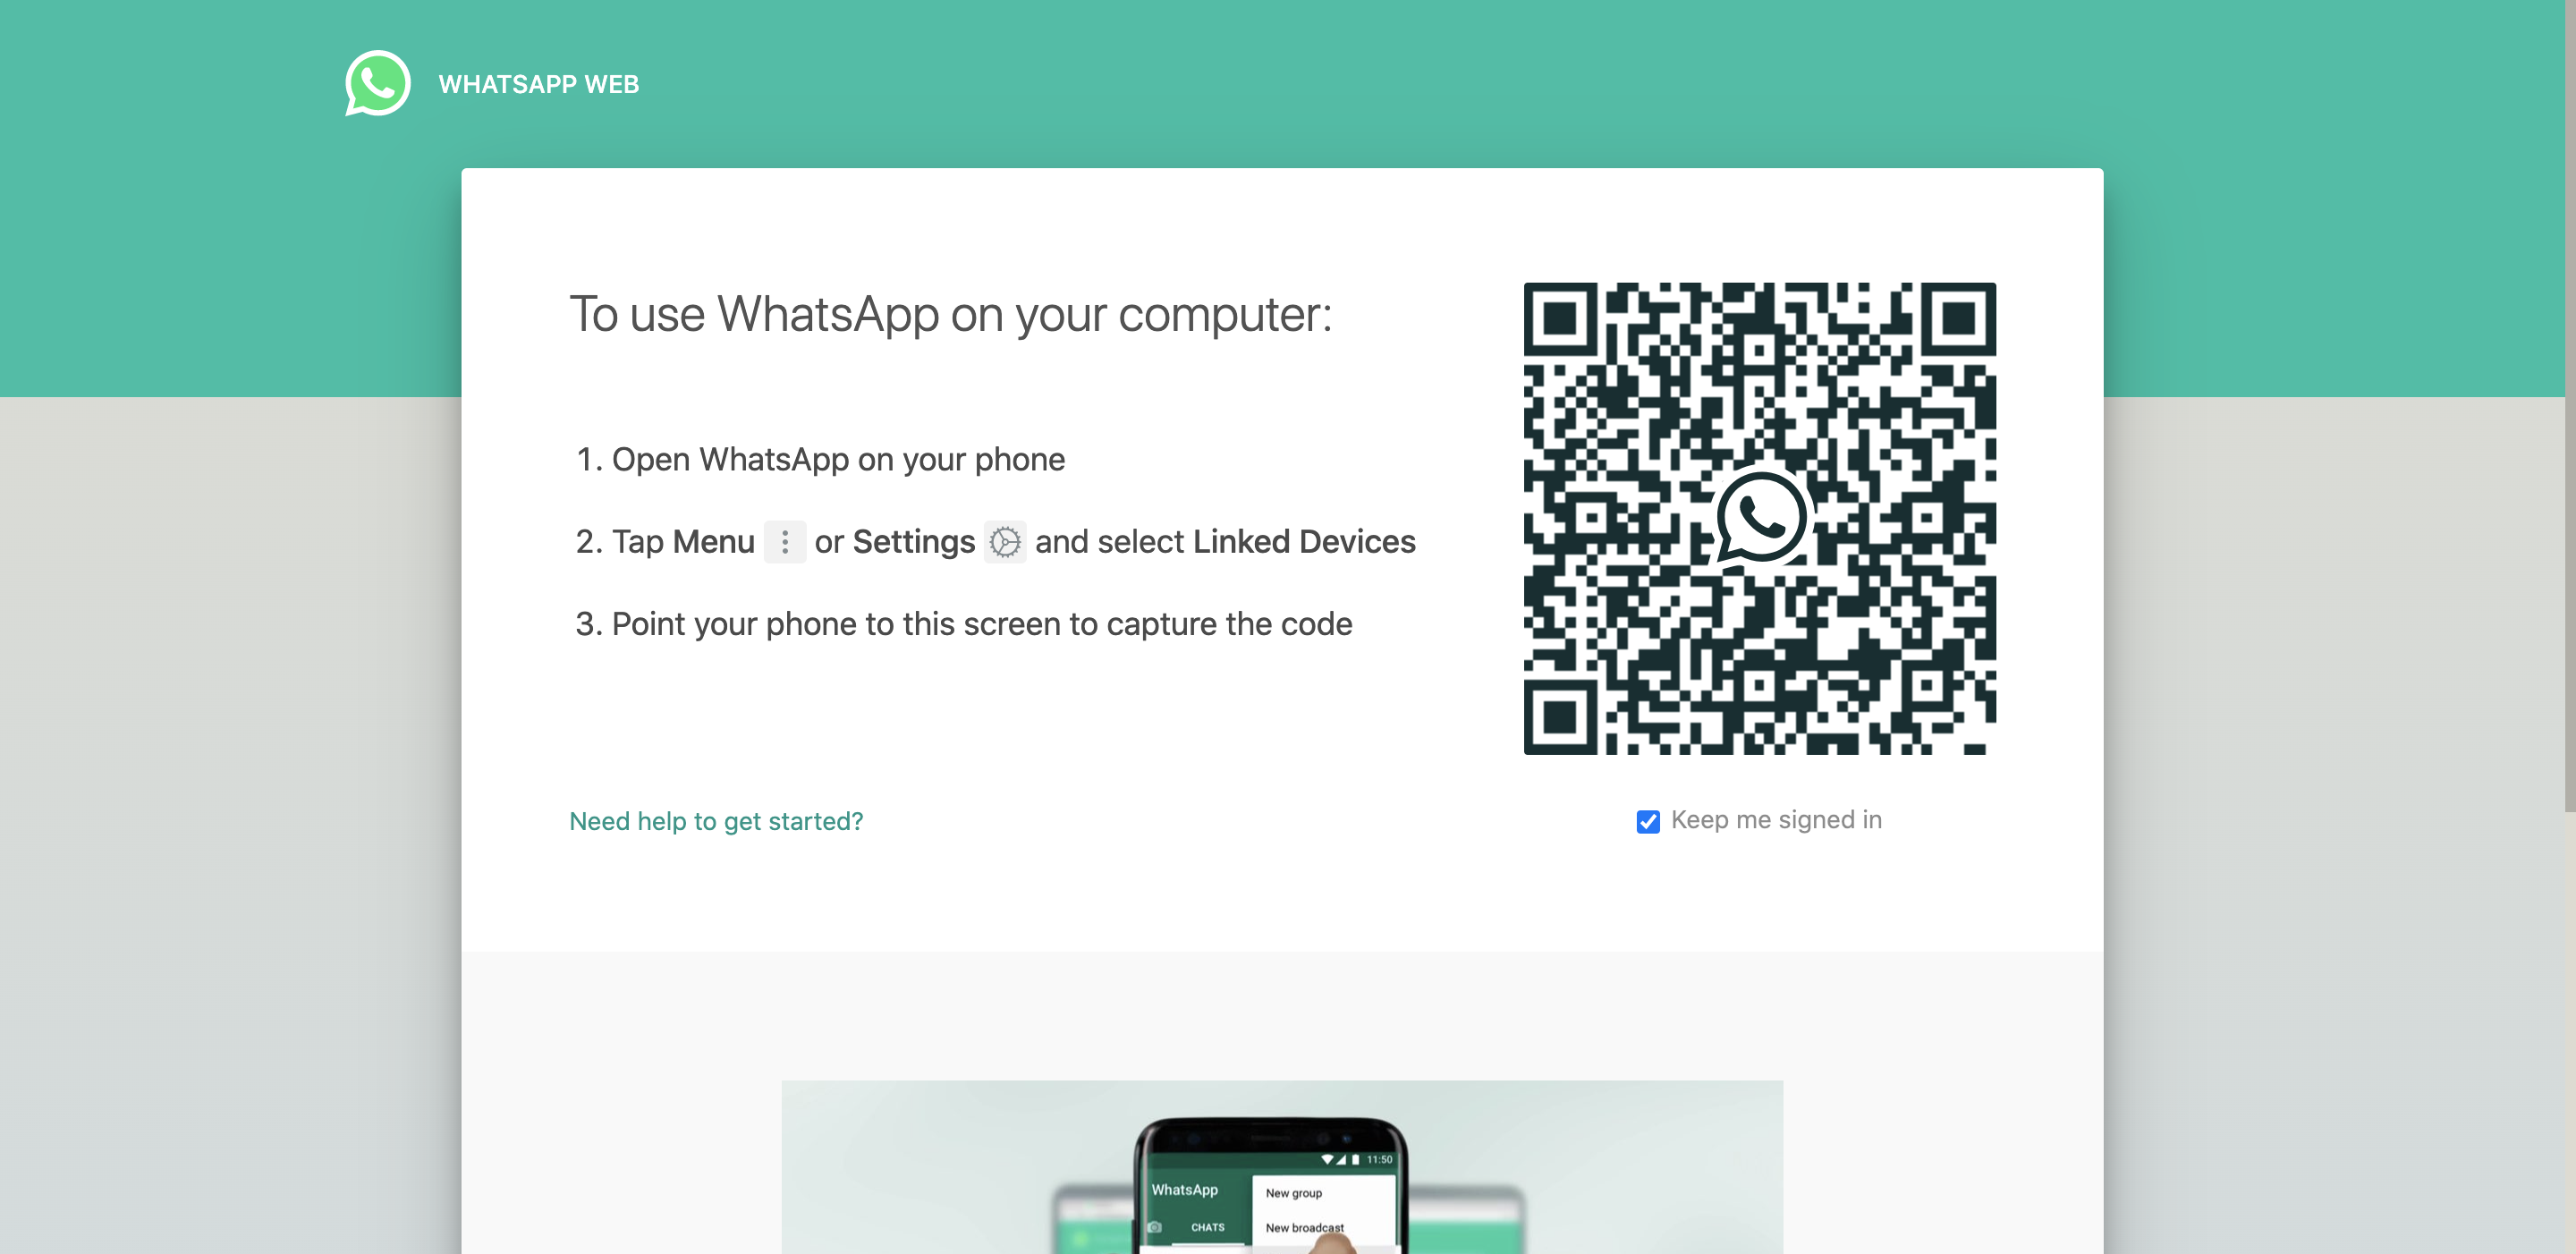 WHATSAPP WEB
To use WhatsApp on your computer:
1. Open WhatsApp on your phone
2. Tap Menu or Settings and select Linked Devices
3. Point your phone to this screen to capture the code
Need help to get started?
Keep me signed in
11:50
WhatsApp
New group
CHATS
New broadcast